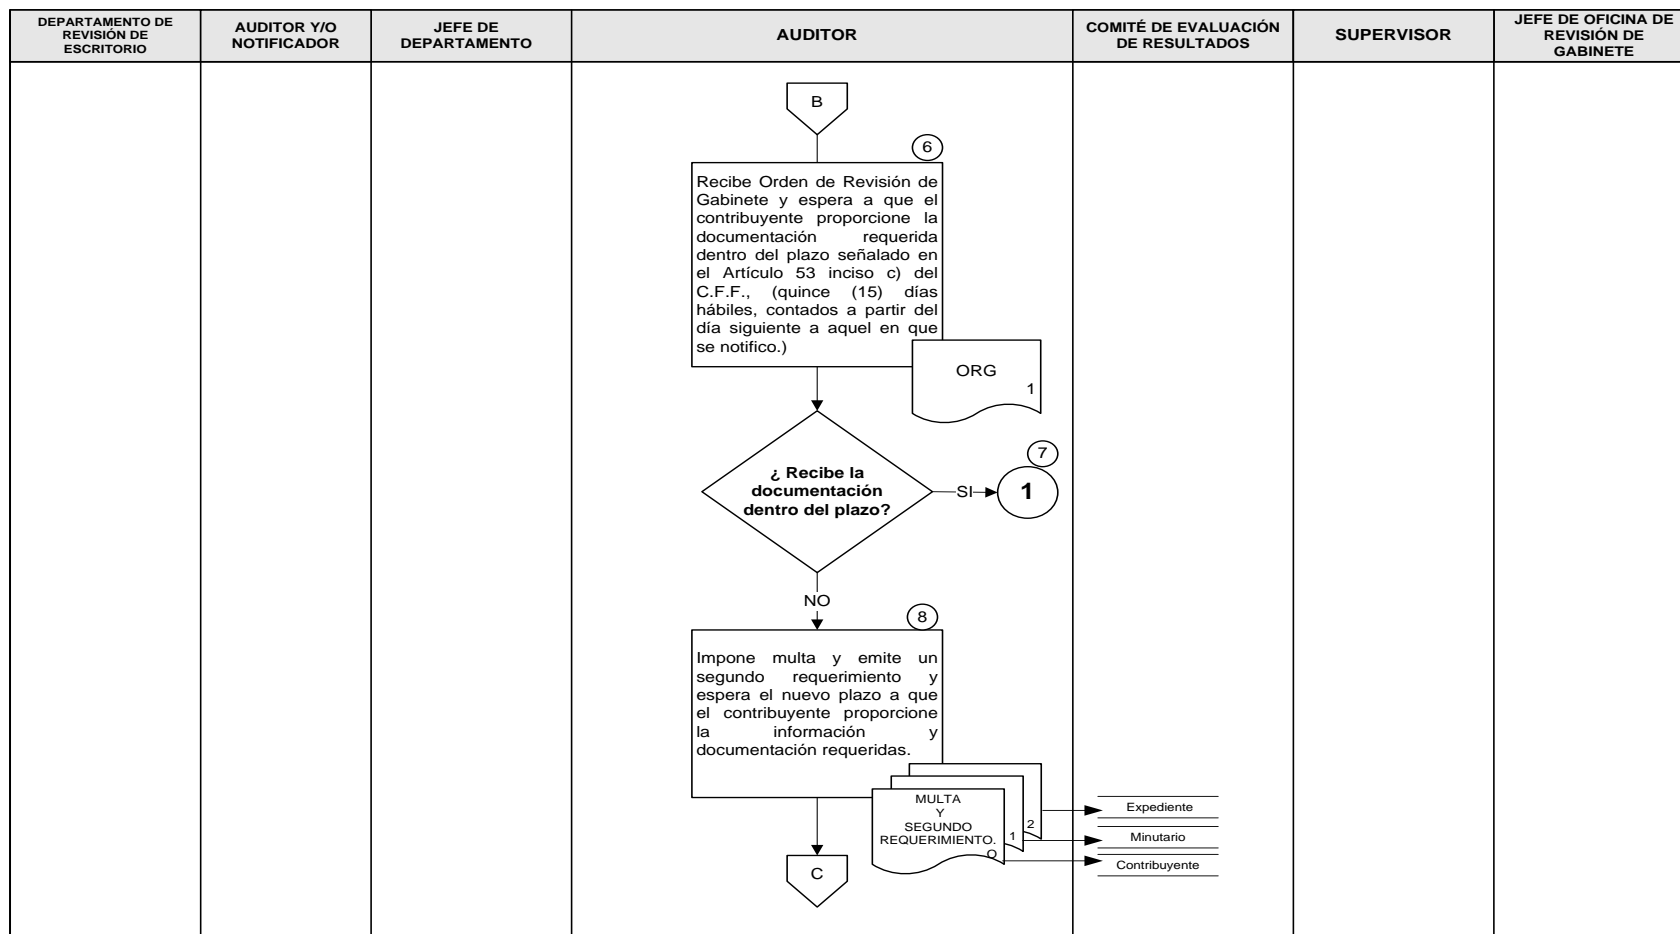 DEPARTAMENTO DE
REVISIÓN DE
ESCRITORIO
AUDITOR Y/O
NOTIFICADOR
JEFE DE
DEPARTAMENTO
AUDITOR
COMITÉ DE EVALUACIÓN
DE RESULTADOS
SUPERVISOR
JEFE DE OFICINA DE
REVISIÓN DE
GABINETE
B
6
Recibe Orden de Revisión de
Gabinete y espera a que el
contribuyente proporcione la
documentación requerida
dentro del plazo señalado en
el Artículo 53 inciso c) del
C.F.F., (quince (15) días
hábiles, contados a partir del
día siguiente a aquel en que
se notifico.)
ORG
1
¿ Recibe la
documentación
dentro del plazo?
SI
7
1
NO
8
Impone multa y emite un
segundo requerimiento y
espera el nuevo plazo a que
el contribuyente proporcione
la información y
documentación requeridas.
MULTA
Y
SEGUNDO
REQUERIMIENTO.
O
1
2
Expediente
Minutario
Contribuyente
C